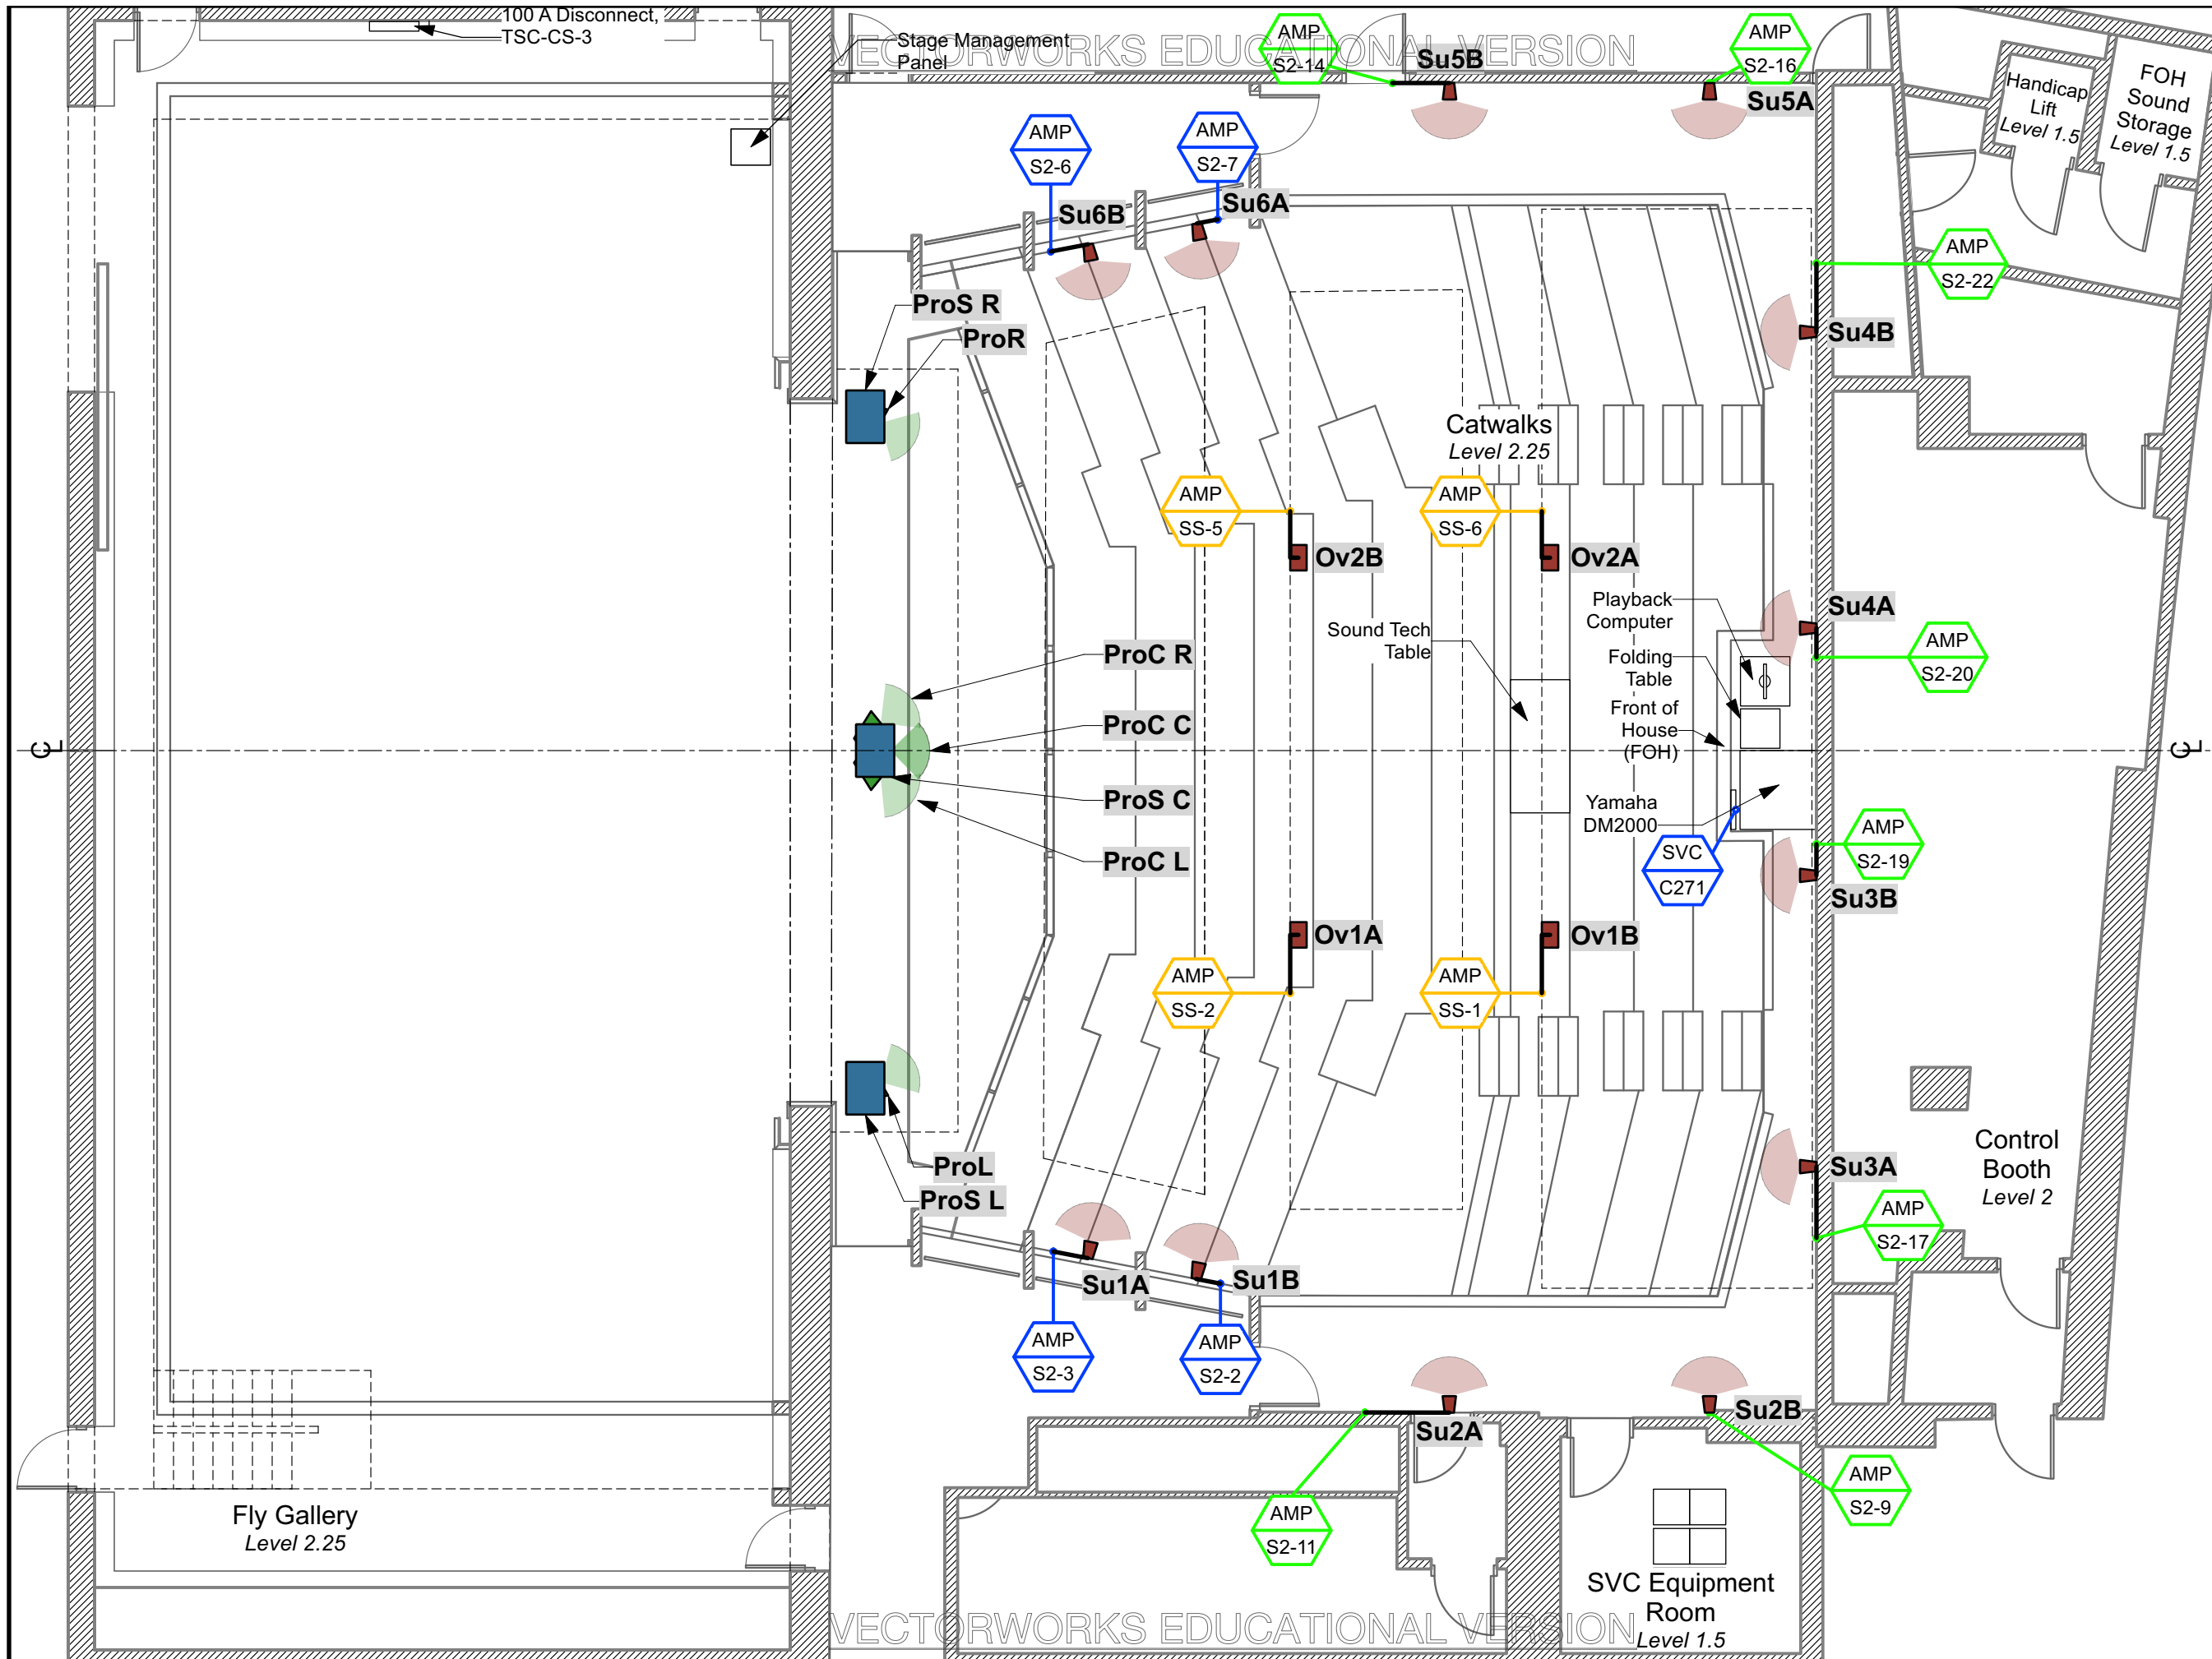 100 A Disconnect,
TSC-CS-3
Stage Management
Panel
VECTORWORKS EDUCATIONAL VERSION
AMP
S2-14
Su5B
AMP
S2-16
Su5A
Handicap
Lift
Level 1.5
FOH
Sound
Storage
Level 1.5
AMP
S2-6
AMP
S2-7
Su6B
Su6A
AMP
S2-22
Su4B
ProS R
ProR
Catwalks
Level 2.25
AMP
SS-5
Ov2B
AMP
SS-6
Ov2A
Playback
Computer
Su4A
Sound Tech
Table
Folding
Table
AMP
S2-20
ProC R
ProC C
Front of
House
(FOH)
CL
CL
ProS C
Yamaha
DM2000
ProC L
SVC
C271
AMP
S2-19
Su3B
Ov1A
Ov1B
AMP
SS-2
AMP
SS-1
ProL
ProS L
Su3A
Control
Booth
Level 2
AMP
S2-17
Su1A
Su1B
AMP
S2-3
AMP
S2-2
Su2A
Su2B
AMP
S2-11
AMP
S2-9
Fly Gallery
Level 2.25
SVC Equipment
Room
Level 1.5
VECTORWORKS EDUCATIONAL VERSION